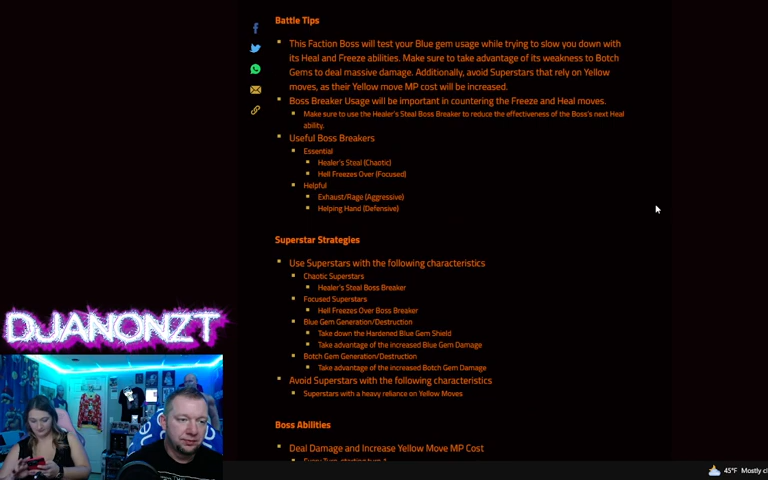 Battle Tips
This Faction Boss will test your Blue gem usage while trying to slow you down with
its Heal and Freeze abilities. Make sure to take advantage of its weakness to Botch
Gems to deal massive damage. Additionally, avoid Superstars that rely on Yellow
moves, as their Yellow move MP cost will be increased.
Boss Breaker Usage will be important in countering the Freeze and Heal moves.
Make sure to use the Healer's Steal Boss Breaker to reduce the effectiveness of the Boss's next Heal
ability.
Useful Boss Breakers
Essential
Healer's Steal (Chaotic)
Hell Freezes Over (Focused)
Helpful
Exhaust/Rage (Aggressive)
Helping Hand (Defensive)
Superstar Strategies
Use Superstars with the following characteristics
Chaotic Superstars
Healer's Steal Boss Breaker
Focused Superstars
Hell Freezes Over Boss Breaker
Blue Gem Generation/Destruction
Take down the Hardened Blue Gem Shield
Take advantage of the increased Blue Gem Damage
Botch Gem Generation/Destruction
Take advantage of the increased Botch Gem Damage
Avoid Superstars with the following characteristics
Superstars with a heavy reliance on Yellow Moves
Boss Abilities
Deal Damage and Increase Yellow Move MP Cost
DJANONZT
45°F Mostly cl